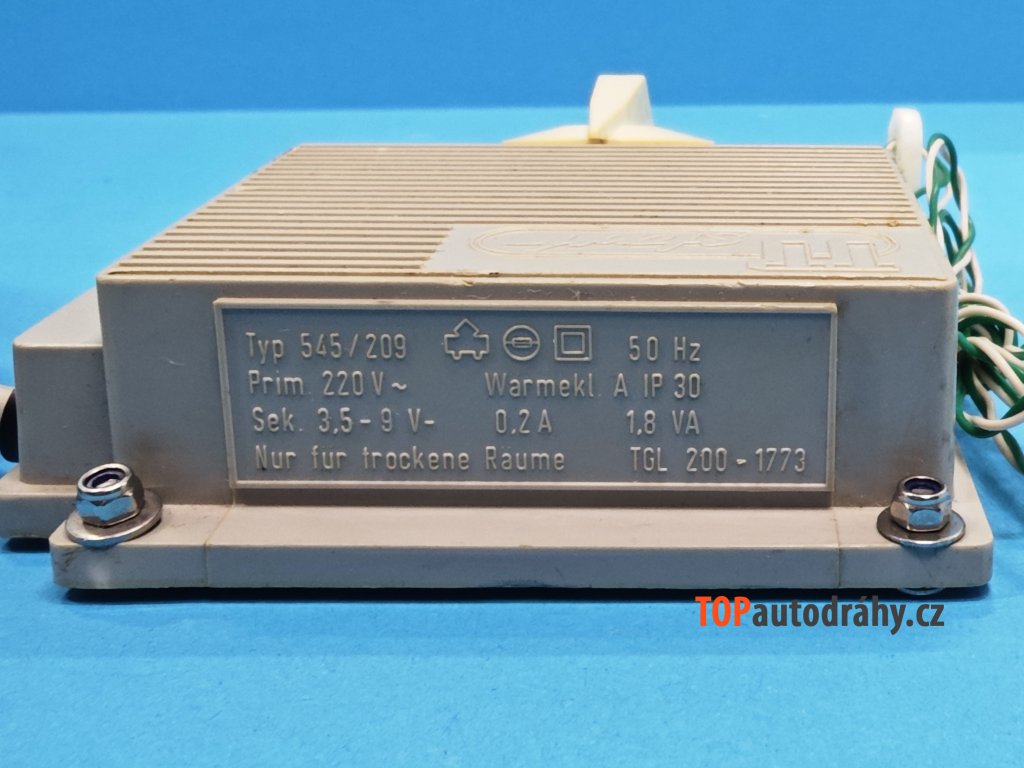 Typ 545/209 50 Hz
Prim. 220 V ~ Warmekl. A IP 30
Sek. 3,5 - 9 V- 0,2 A 1,8 VA
Nur fur trockene Raume TGL 200 - 1773
TOPautodráhy.cz